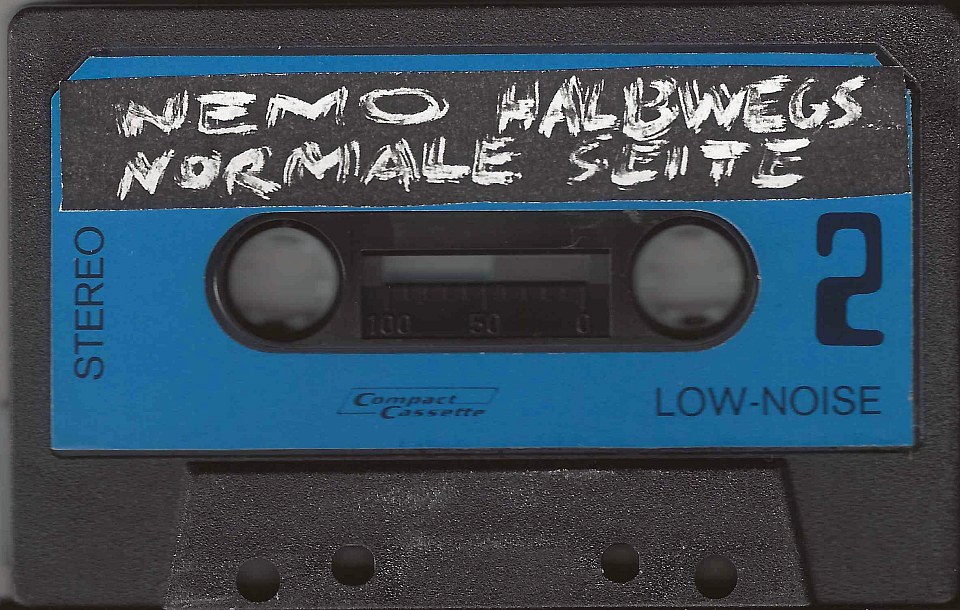 NEMO HALBWEGS
NORMALE SEITE
STEREO
2
100 50 0
Compact
Cassette
LOW-NOISE